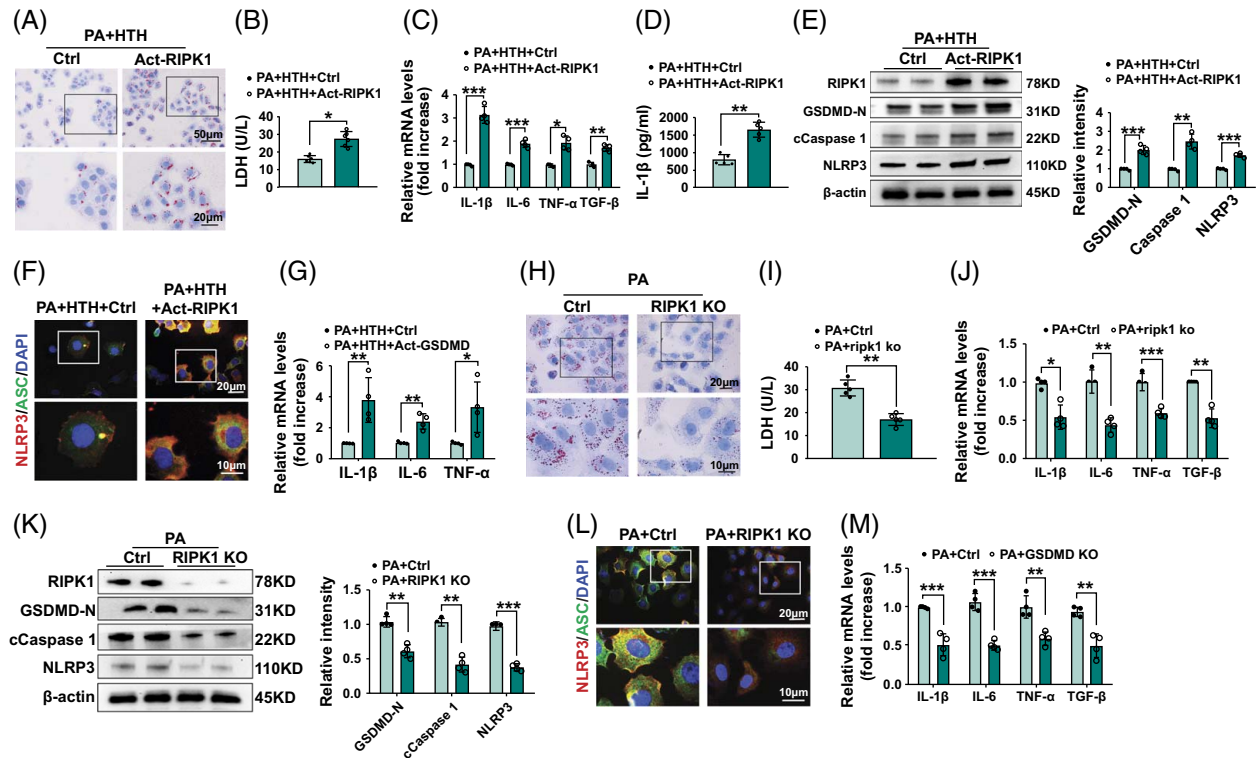 (A)
PA+HTH
Ctrl Act-RIPK1
50μm
20μm
(B)
PA+HTH+Ctrl
PA+HTH+Act-RIPK1
*
LDH (U/L)
40
30
20
10
0
(C)
PA+HTH+Ctrl
PA+HTH+Act-RIPK1
Relative mRNA levels
(fold increase)
5
4
3
2
1
0
*** *** * **
IL-1β IL-6 TNF-α TGF-β
(D)
PA+HTH+Ctrl
PA+HTH+Act-RIPK1
**
IL-1β (pg/ml)
2000
1500
1000
500
0
(E)
PA+HTH
Ctrl Act-RIPK1
RIPK1 78KD
GSDMD-N 31KD
cCaspase 1 22KD
NLRP3 110KD
β-actin 45KD
PA+HTH+Ctrl
PA+HTH+Act-RIPK1
Relative intensity
4
3
2
1
0
*** ** ***
GSDMD-N Caspase 1 NLRP3
(F)
PA+HTH+Ctrl PA+HTH
+Act-RIPK1
NLRP3/ASC/DAPI
20μm
10μm
(G)
PA+HTH+Ctrl
PA+HTH+Act-GSDMD
Relative mRNA levels
(fold increase)
6
4
2
0
** ** *
IL-1β IL-6 TNF-α
(H)
PA
Ctrl RIPK1 KO
20μm
10μm
(I)
PA+Ctrl
PA+ripk1 ko
**
LDH (U/L)
50
40
30
20
10
0
(J)
PA+Ctrl PA+ripk1 ko
Relative mRNA levels
(fold increase)
2.0
1.5
1.0
0.5
0.0
* ** *** **
IL-1β IL-6 TNF-α TGF-β
(K)
PA
Ctrl RIPK1 KO
RIPK1 78KD
GSDMD-N 31KD
cCaspase 1 22KD
NLRP3 110KD
β-actin 45KD
PA+Ctrl
PA+RIPK1 KO
Relative intensity
1.5
1.0
0.5
0.0
** ** ***
GSDMD-N cCaspase 1 NLRP3
(L)
PA+Ctrl PA+RIPK1 KO
NLRP3/ASC/DAPI
20μm
10μm
(M)
PA+Ctrl PA+GSDMD KO
Relative mRNA levels
(fold increase)
2.0
1.5
1.0
0.5
0.0
*** *** ** **
IL-1β IL-6 TNF-α TGF-β